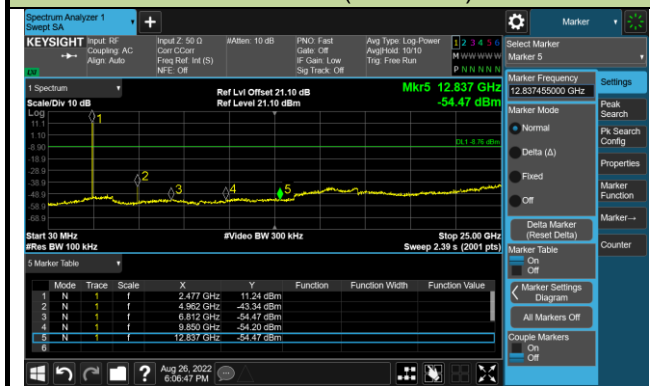 Spectrum Analyzer 1
Swept SA
+
Marker
KEYSIGHT Input: RF Input Z: 50 Ω #Atten: 10 dB PNO: Fast Avg Type: Log-Power 1 2 3 4 5 6
Coupling: AC Corr CCorr Gate: Off Avg|Hold: 10/10 M W W W W W
Align: Auto Freq Ref: Int (S) IF Gain: Low Trig: Free Run
LW NFE: Off Sig Track: Off P N N N N N
Select Marker
Marker 5
1 Spectrum
Ref Lvl Offset 21.10 dB
Mkr5 12.837 GHz
Scale/Div 10 dB Ref Level 21.10 dBm -54.47 dBm
Log
11.1
1.10
-8.90
-18.9
-28.9
-38.9
-48.9
-58.9
-68.9
1
2
3
4
5
DL1 -8.76 dBm
Start 30 MHz #Video BW 300 kHz Stop 25.00 GHz
#Res BW 100 kHz Sweep 2.39 s (2001 pts)
5 Marker Table
Mode Trace Scale X Y Function Function Width Function Value
1 N 1 f 2.477 GHz 11.24 dBm
2 N 1 f 4.962 GHz -43.34 dBm
3 N 1 f 6.812 GHz -54.47 dBm
4 N 1 f 9.850 GHz -54.20 dBm
5 N 1 f 12.837 GHz -54.47 dBm
6
Marker Frequency
12.837455000 GHz
Marker Mode
Normal
Delta (Δ)
Fixed
Off
Delta Marker
(Reset Delta)
Marker Table
On
Off
Marker Settings
Diagram
All Markers Off
Couple Markers
On
Off
Settings
Peak
Search
Pk Search
Config
Properties
Marker
Function
Marker→
Counter
?
Aug 26, 2022
6:06:47 PM